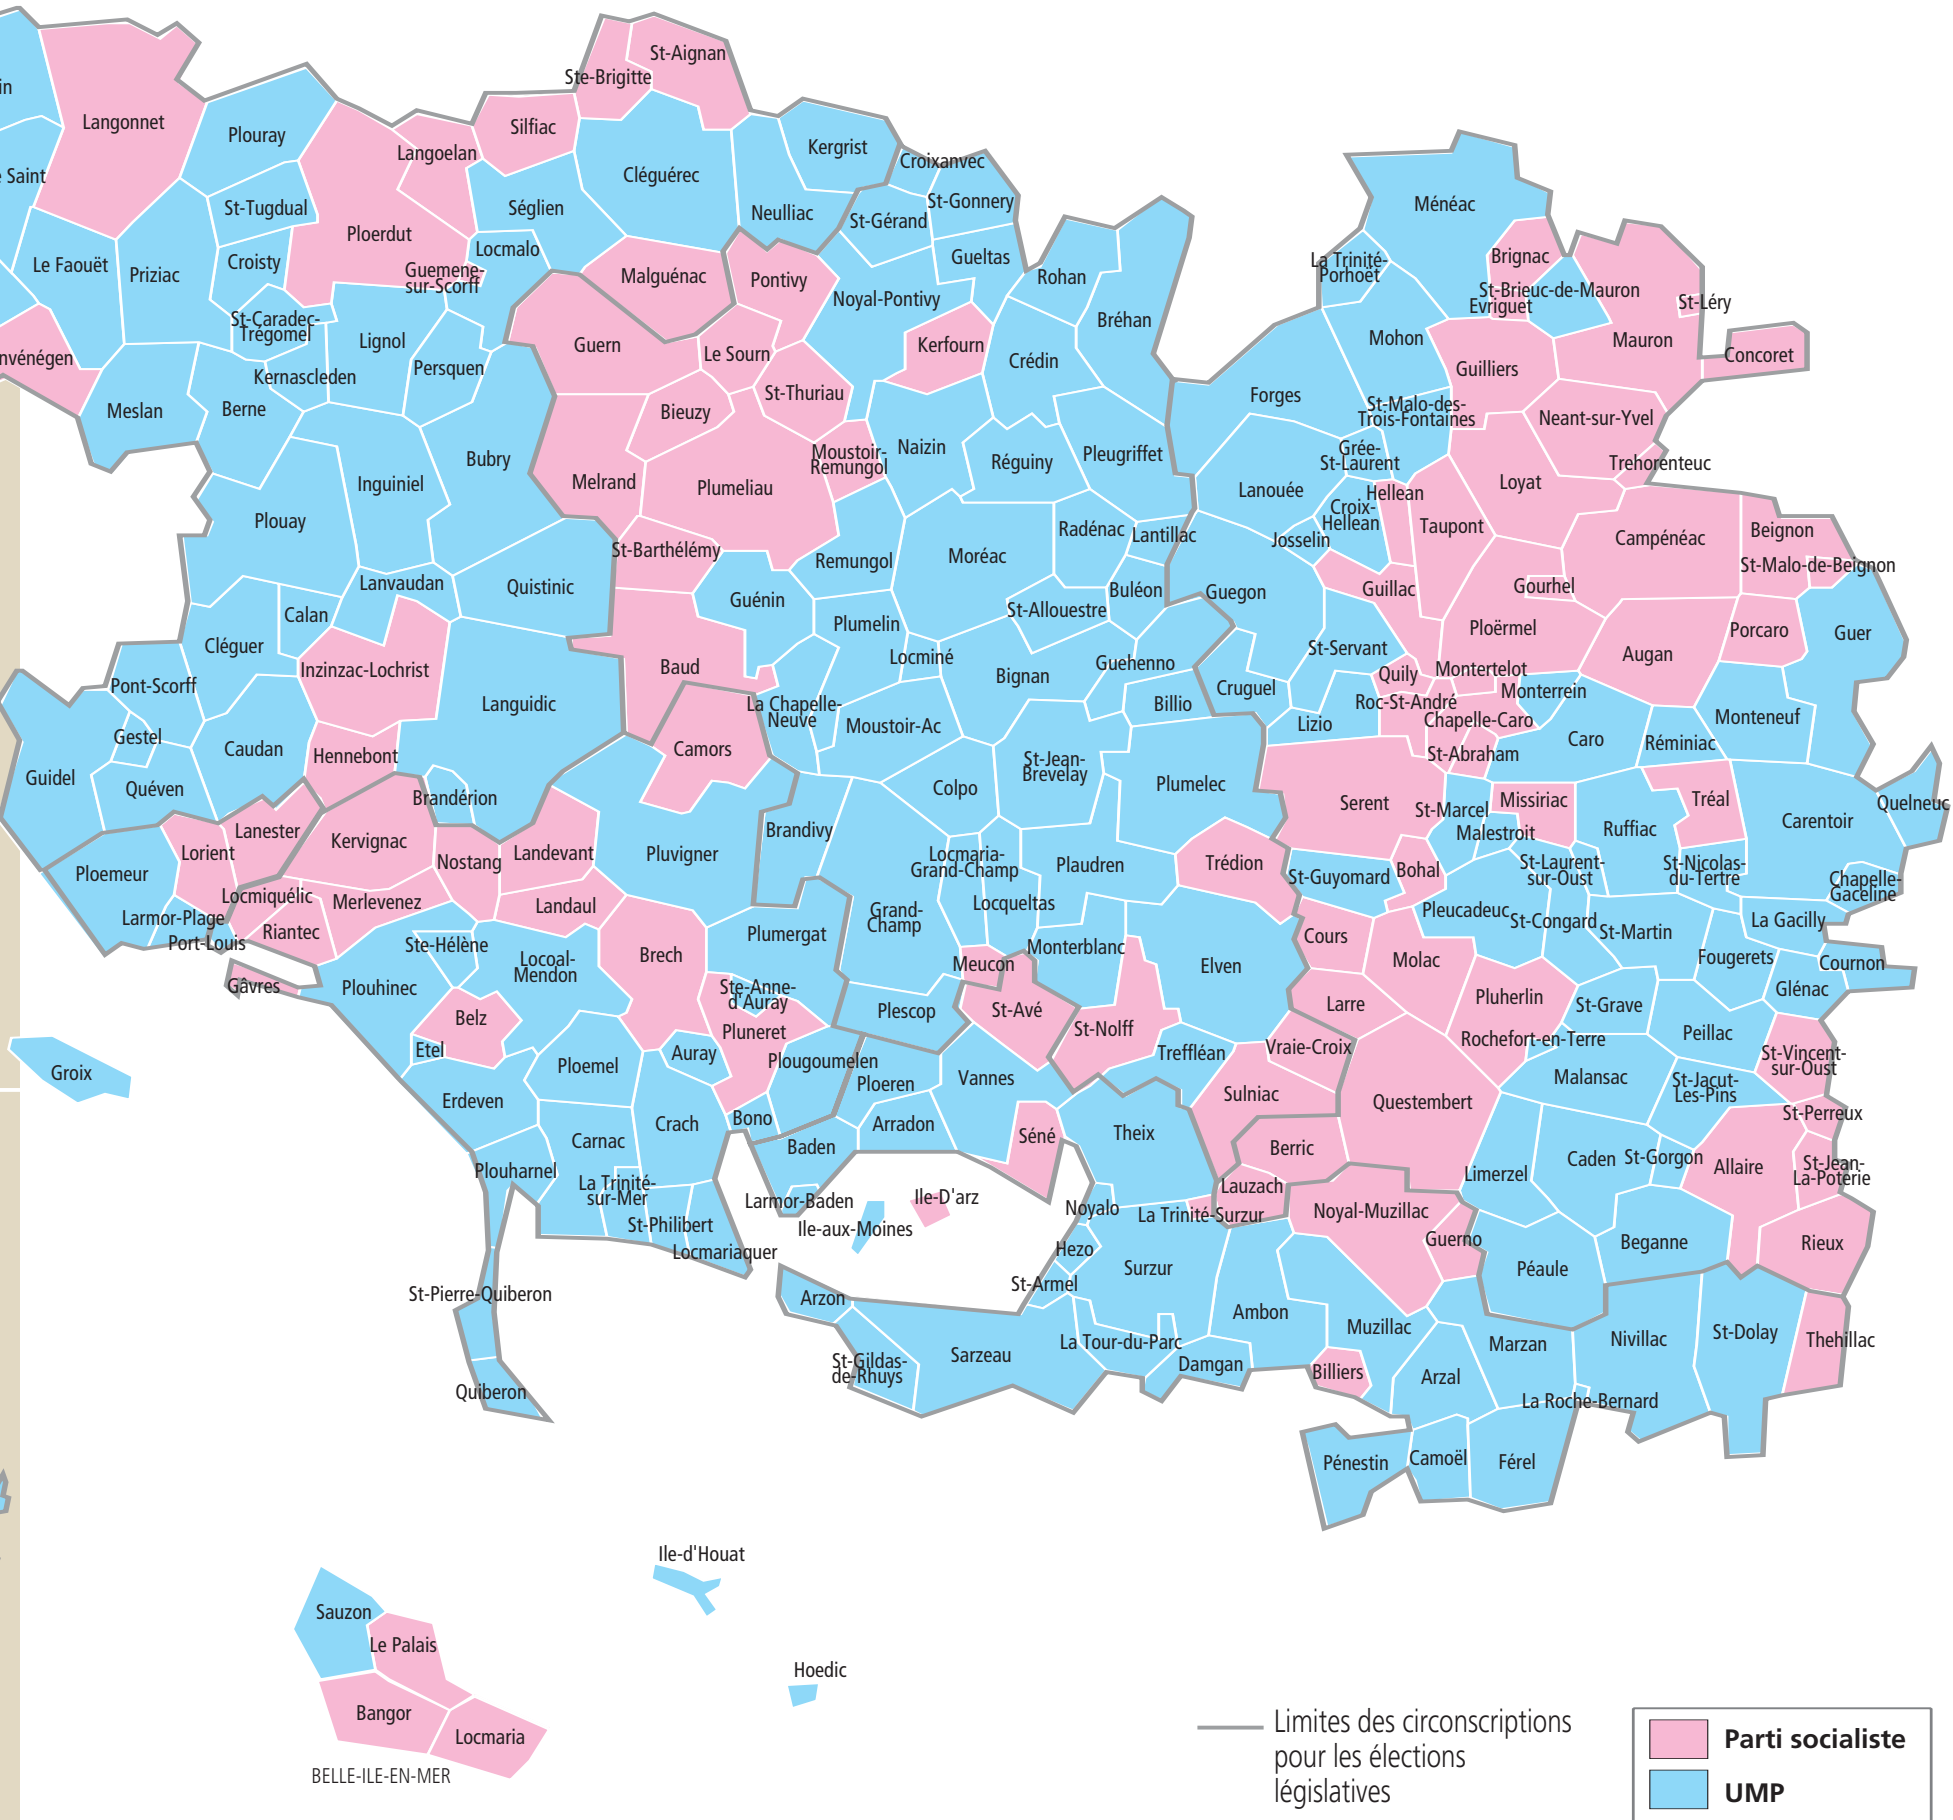 in
Langonnet
Saint
Plouray
St-Tugdual
Ploerdut
Langoelan
Silfiac
Ste-Brigitte
St-Aignan
Cléguérec
Séglien
Locmalo
Guemene-
sur-Scorff
Le Faouët
Priziac
Croisty
St-Caradec-
Trégomel
Kernascleden
Lignol
Persquen
nvénégen
Meslan
Berne
Kergrist
Neulliac
Croixanvec
St-Gonnery
St-Gérand
Gueltas
Malguénac
Pontivy
Noyal-Pontivy
Guern
Le Sourn
Kerfourn
St-Thuriau
Bieuzy
Rohan
Bréhan
Crédin
Ménéac
La Trinité-
Porhoët
Brignac
St-Brieuc-de-Mauron
Evriguet
St-Léry
Mohon
Mauron
Concoret
Guilliers
Forges
St-Malo-des-
Trois-Fontaines
Neant-sur-Yvel
Trehorenteuc
Bubry
Inguiniel
Plouay
Melrand
Plumeliau
Moustoir-
Remungol
Naizin
Réguiny
Pleugriffet
Grée-
St-Laurent
Lanouée
Croix-
Hellean
Hellean
Josselin
Taupont
Loyat
Campénéac
Beignon
St-Malo-de-Beignon
Gourhel
St-Barthélémy
Remungol
Moréac
Radénac
Lantillac
Buléon
Guegon
Guillac
Quistinic
Lanvaudan
Calan
Cléguer
Guénin
Plumelin
Locminé
St-Allouestre
Bignan
Guehenno
Billio
St-Servant
Ploërmel
Augan
Porcaro
Guer
Inzinzac-Lochrist
Languidic
Baud
Pont-Scorff
Gestel
Caudan
Hennebont
Guidel
Quéven
Camors
La Chapelle-
Neuve
Moustoir-Ac
Cruguel
Lizio
Quily
Montertelot
Roc-St-André
Monterrein
Chapelle-Caro
St-Abraham
Caro
Réminiac
Monteneuf
Colpo
St-Jean-
Brevelay
Plumelec
Serent
St-Marcel
Missiriac
Malestroit
Ruffiac
Tréal
Carentoir
Quelneuc
Brandérion
Lanester
Kervignac
Lorient
Ploemeur
Nostang
Landevant
Pluvigner
Brandivy
Locmaria-
Grand-Champ
Plaudren
Trédion
St-Guyomard
Bohal
St-Laurent-
sur-Oust
St-Nicolas-
du-Tertre
Chapelle-
Gaceline
Locmiquélic
Larmor-Plage
Port-Louis
Riantec
Merlevenez
Landaul
Grand-
Champ
Locqueltas
Pleucadeuc
St-Congard
St-Martin
La Gacilly
Gâvres
Ste-Hélène
Locoal-
Mendon
Brech
Plumergat
Meucon
Monterblanc
Elven
Cours
Molac
Fougerets
Cournon
Glénac
Plouhinec
Belz
Ste-Anne-
d'Auray
Pluneret
Plescop
St-Avé
St-Nolff
Larre
Pluherlin
St-Grave
Peillac
Etel
Auray
Ploemel
Plougoumelen
Ploeren
Vannes
Treffléan
Vraie-Croix
Rochefort-en-Terre
St-Vincent-
sur-Oust
Malansac
St-Jacut-
Les-Pins
Groix
Erdeven
Crach
Bono
Arradon
Séné
Theix
Sulniac
Questembert
St-Perreux
Carnac
Baden
Berric
Limerzel
Caden
St-Gorgon
Allaire
St-Jean-
La-Poterie
Plouharnel
La Trinité-
sur-Mer
St-Philibert
Locmariaquer
Larmor-Baden
Ile-aux-Moines
Ile-D'arz
Noyalo
La Trinité-Surzur
Lauzach
Noyal-Muzillac
Guerno
Beganne
Rieux
Hezo
Surzur
Péaule
St-Armel
Arzon
St-Pierre-Quiberon
Ambon
Muzillac
Marzan
Nivillac
St-Dolay
Thehillac
Sarzeau
La Tour-du-Parc
Damgan
Billiers
Arzal
St-Gildas-
de-Rhuys
Quiberon
La Roche-Bernard
Pénestin
Camoël
Férel
Ile-d'Houat
Sauzon
Le Palais
Hoedic
Bangor
Locmaria
BELLE-ILE-EN-MER
Limites des circonscriptions
pour les élections
législatives
Parti socialiste
UMP